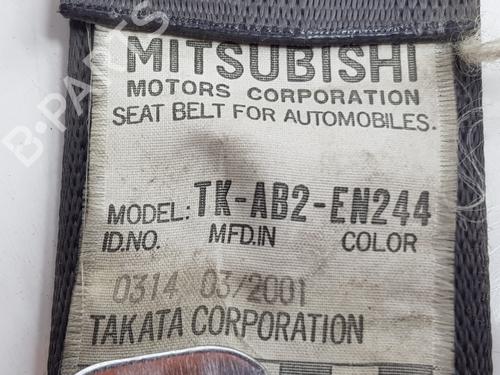 MITSUBISHI
MOTORS CORPORATION
SEAT BELT FOR AUTOMOBILES.
MODEL: TK-AB2-EN244
ID.NO. MFD.IN COLOR
0314 03/2001
TAKATA CORPORATION
B-PARTS